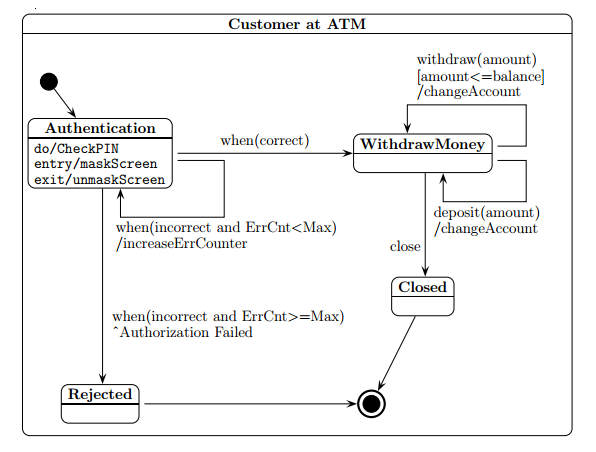 Customer at ATM
withdraw(amount)
[amount<=balance]
/changeAccount
Authentication
do/CheckPIN
entry/maskScreen
exit/unmaskScreen
when(correct)
WithdrawMoney
when(incorrect and ErrCnt<Max)
/increaseErrCounter
deposit(amount)
/changeAccount
close
Closed
when(incorrect and ErrCnt>=Max)
^Authorization Failed
Rejected